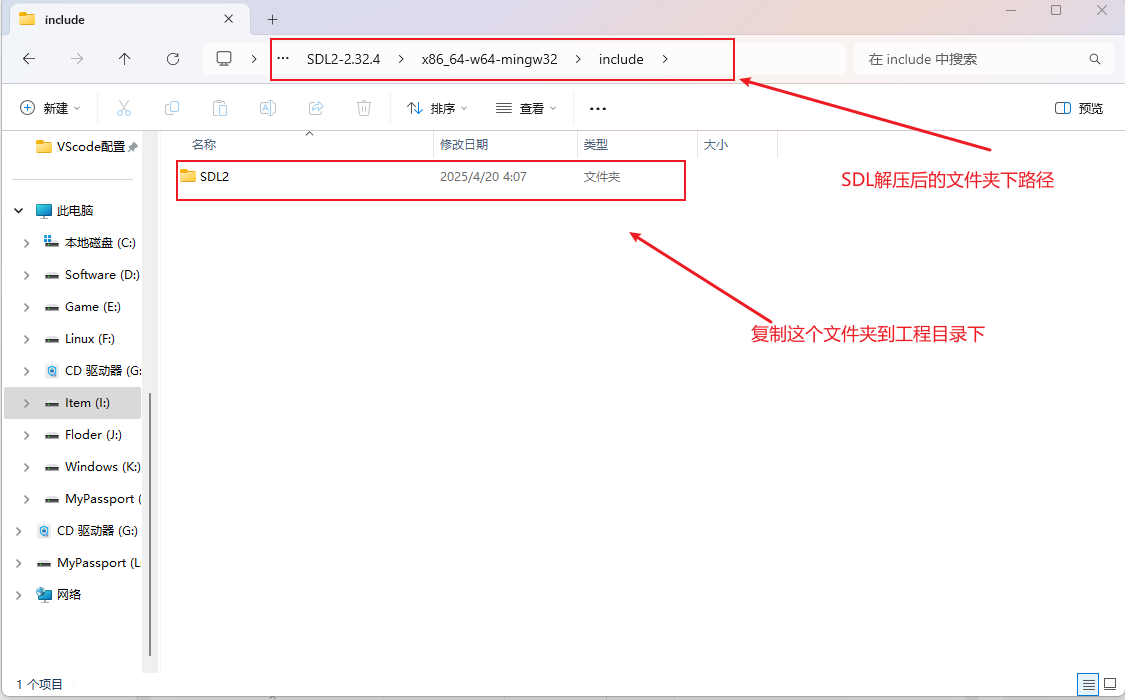 include
SDL2-2.32.4
x86_64-w64-mingw32
include
在 include 中搜索
新建
排序
查看
预览
VScode配置
名称
修改日期
类型
大小
SDL2
2025/4/20 4:07
文件夹
此电脑
本地磁盘 (C:)
Software (D:)
Game (E:)
Linux (F:)
CD 驱动器 (G:
Item (I:)
Floder (J:)
Windows (K:)
MyPassport (
CD 驱动器 (G:)
MyPassport (L
网络
SDL解压后的文件夹下路径
复制这个文件夹到工程目录下
1 个项目